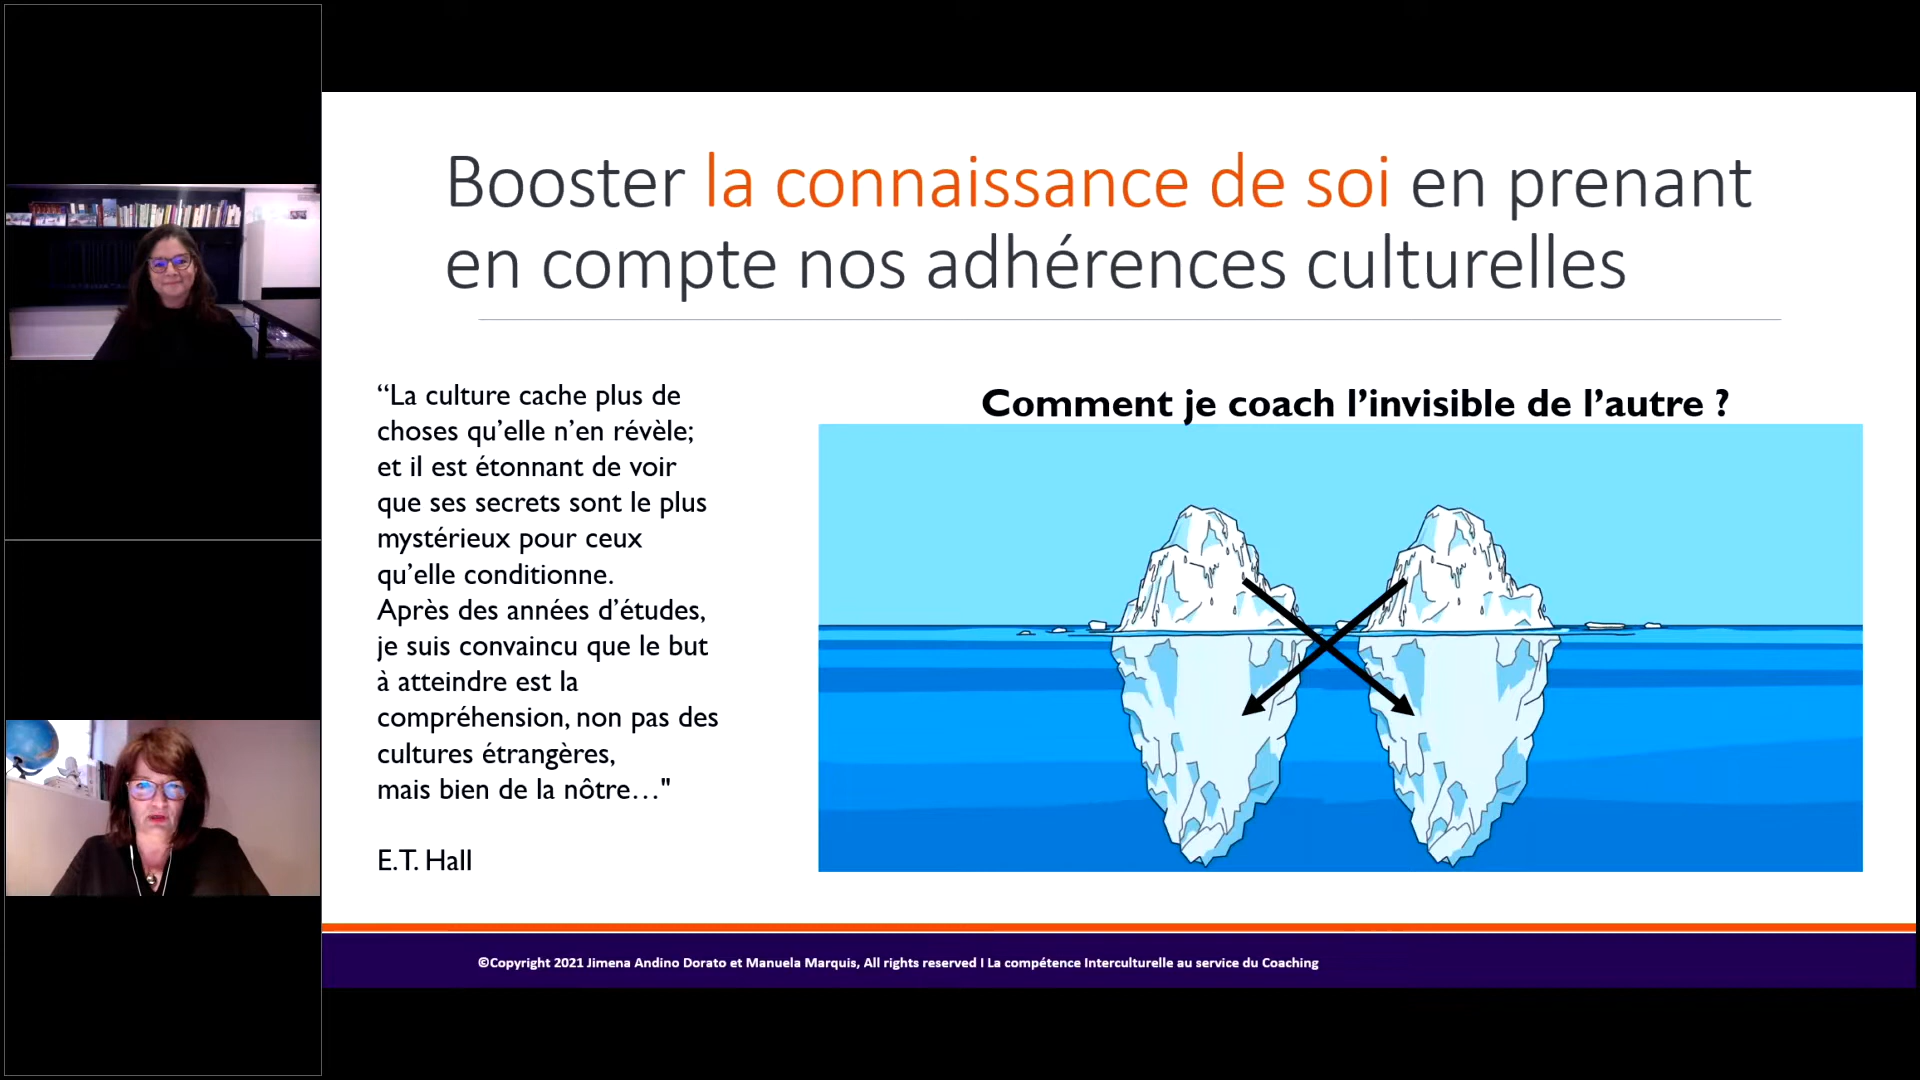 Booster la connaissance de soi en prenant
en compte nos adhérences culturelles
“La culture cache plus de
choses qu’elle n’en révèle;
et il est étonnant de voir
que ses secrets sont le plus
mystérieux pour ceux
qu’elle conditionne.
Après des années d’études,
je suis convaincu que le but
à atteindre est la
compréhension, non pas des
cultures étrangères,
mais bien de la nôtre…"
E.T. Hall
Comment je coach l’invisible de l’autre ?
©Copyright 2021 Jimena Andino Dorato et Manuela Marquis, All rights reserved I La compétence Interculturelle au service du Coaching